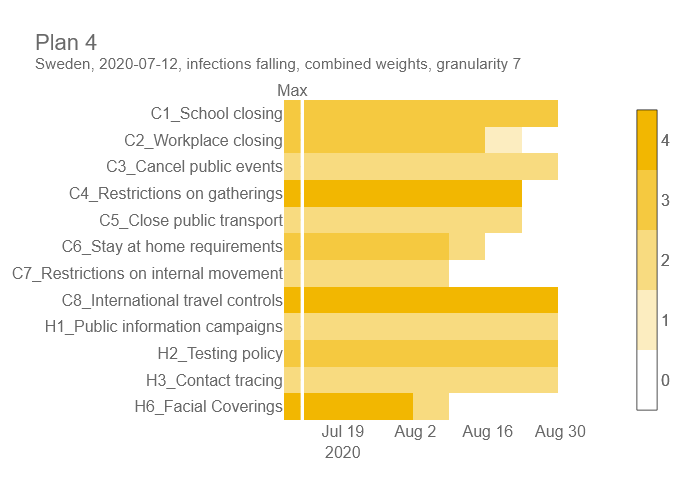 Plan 4
Sweden, 2020-07-12, infections falling, combined weights, granularity 7
Max
C1_School closing
C2_Workplace closing
C3_Cancel public events
C4_Restrictions on gatherings
C5_Close public transport
C6_Stay at home requirements
C7_Restrictions on internal movement
C8_International travel controls
H1_Public information campaigns
H2_Testing policy
H3_Contact tracing
H6_Facial Coverings
Jul 19 Aug 2 Aug 16 Aug 30
2020
4
3
2
1
0